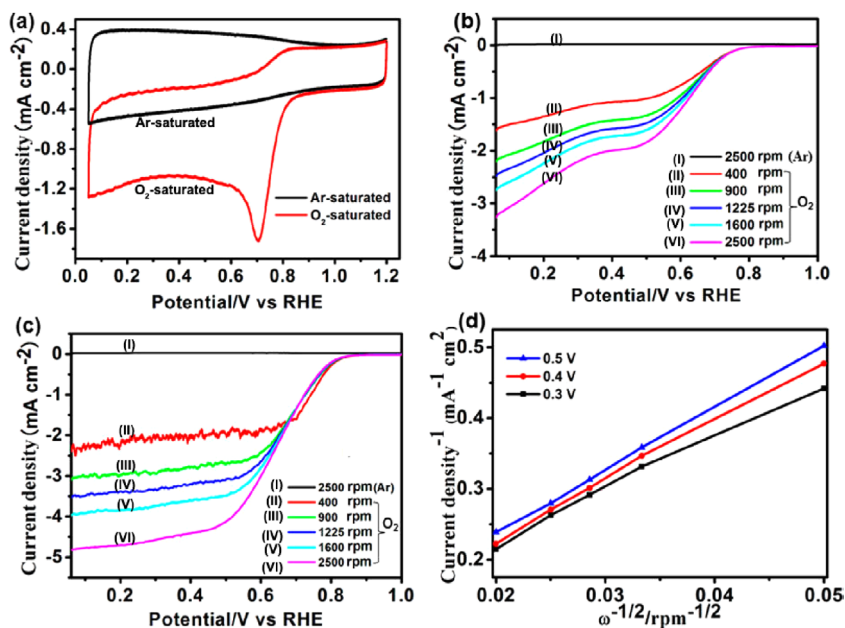 (a)
Current density (mA cm-2)
0.4
0.0
-0.4
-0.8
-1.2
-1.6
Ar-saturated
O2-saturated
Ar-saturated
O2-saturated
0.0 0.2 0.4 0.6 0.8 1.0 1.2
Potential/V vs RHE
(b)
Current density (mA cm-2)
0
-1
-2
-3
-4
(I)
(II)
(III)
(IV)
(V)
(VI)
(I) 2500 rpm (Ar)
(II) 400 rpm
(III) 900 rpm
(IV) 1225 rpm
(V) 1600 rpm
(VI) 2500 rpm
O2
0.2 0.4 0.6 0.8 1.0
Potential/V vs RHE
(c)
Current density (mA cm-2)
0
-1
-2
-3
-4
-5
(I)
(II)
(III)
(IV)
(V)
(VI)
(I) 2500 rpm(Ar)
(II) 400 rpm
(III) 900 rpm
(IV) 1225 rpm
(V) 1600 rpm
(VI) 2500 rpm
O2
0.2 0.4 0.6 0.8 1.0
Potential/V vs RHE
(d)
Current density-1 (mA-1 cm2)
0.5
0.4
0.3
0.2
0.5 V
0.4 V
0.3 V
0.02 0.03 0.04 0.05
ω-1/2/rpm-1/2